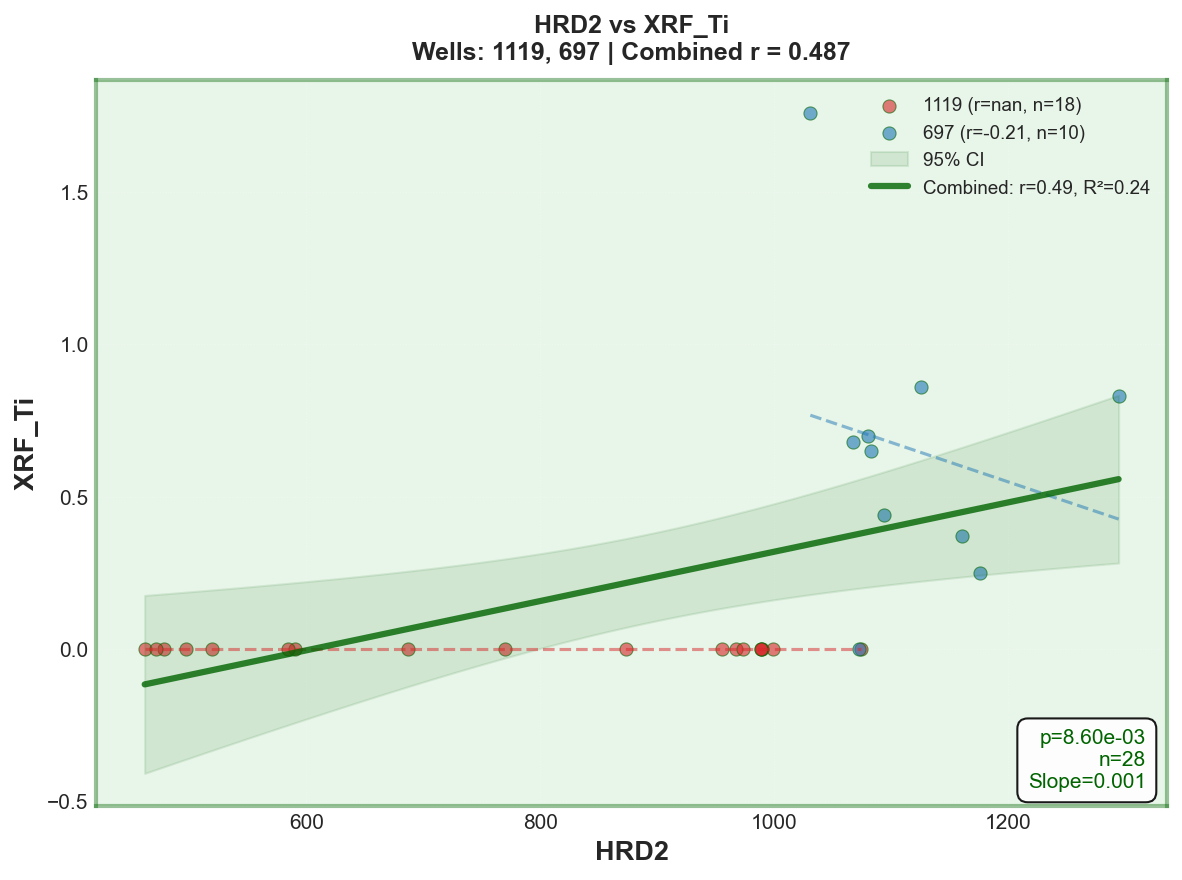 HRD2 vs XRF_Ti
Wells: 1119, 697 | Combined r = 0.487
1119 (r=nan, n=18)
697 (r=-0.21, n=10)
95% CI
Combined: r=0.49, R²=0.24
XRF_Ti
1.5
1.0
0.5
0.0
−0.5
p=8.60e-03
n=28
Slope=0.001
600
800
1000
1200
HRD2